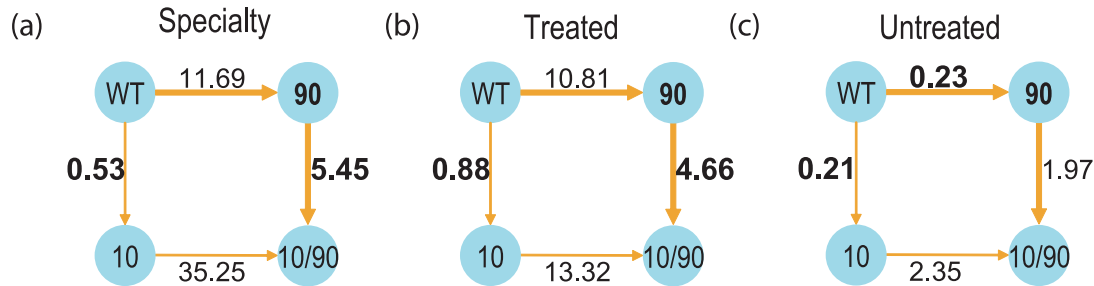 (a) Specialty
WT 11.69 90
0.53 5.45
10 35.25 10/90
(b) Treated
WT 10.81 90
0.88 4.66
10 13.32 10/90
(c) Untreated
WT 0.23 90
0.21 1.97
10 2.35 10/90